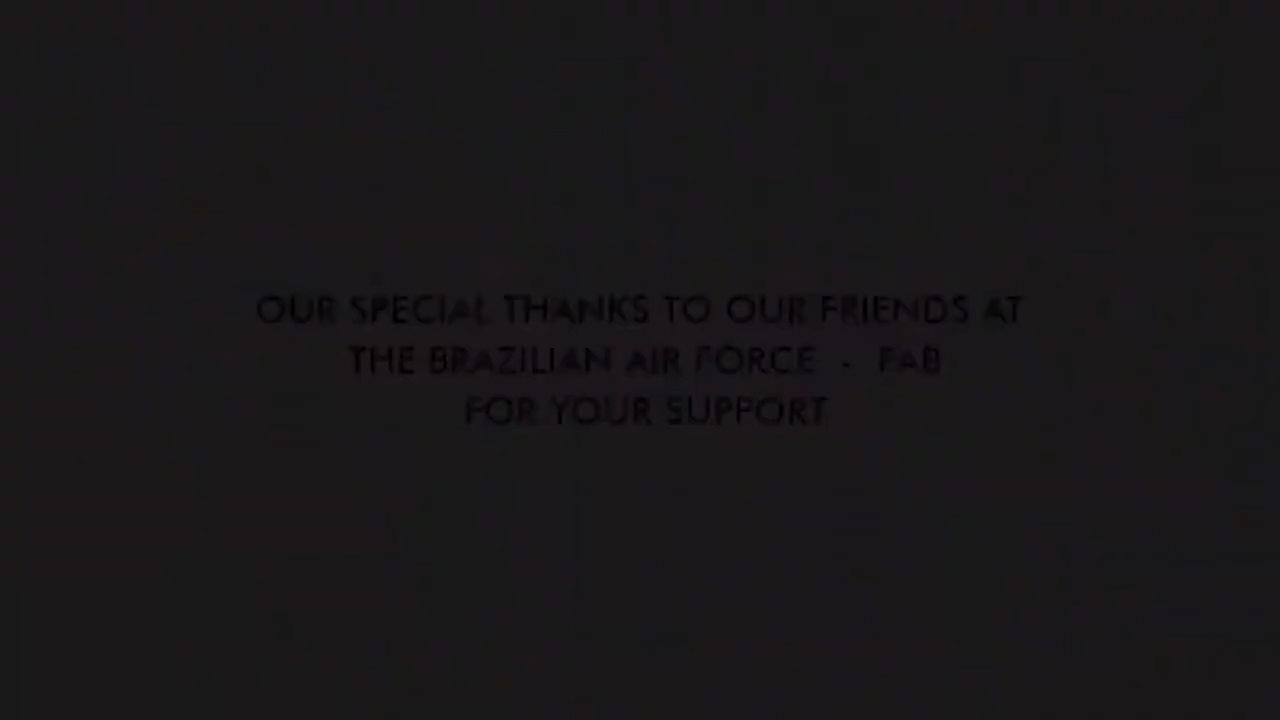 OUR SPECIAL THANKS TO OUR FRIENDS AT
THE BRAZILIAN AIR FORCE - FAB
FOR YOUR SUPPORT